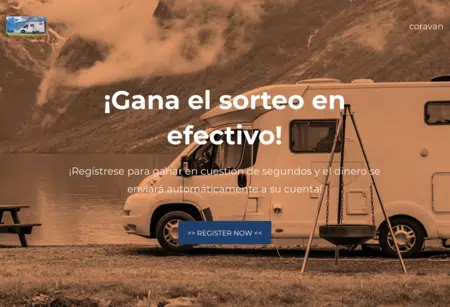 coravan
¡Gana el sorteo en
efectivo!
¡Regístrese para ganar en cuestión de segundos y el dinero se
enviará automáticamente a su cuenta!
>> REGISTER NOW <<